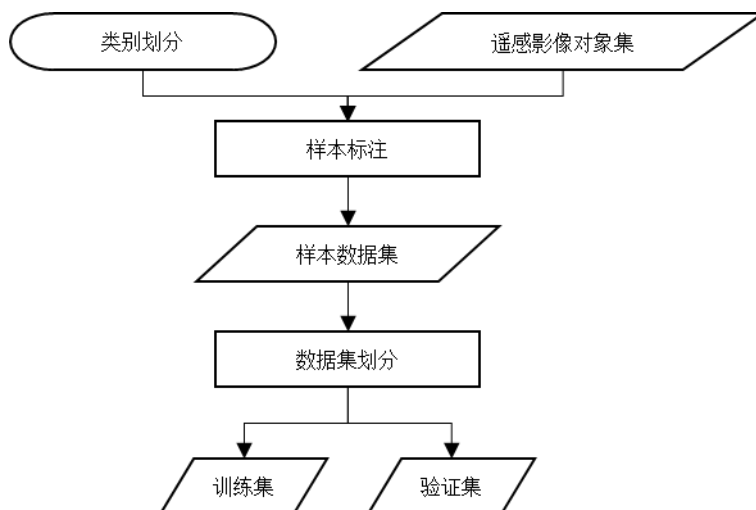 类别划分
遥感影像对象集
样本标注
样本数据集
数据集划分
训练集
验证集